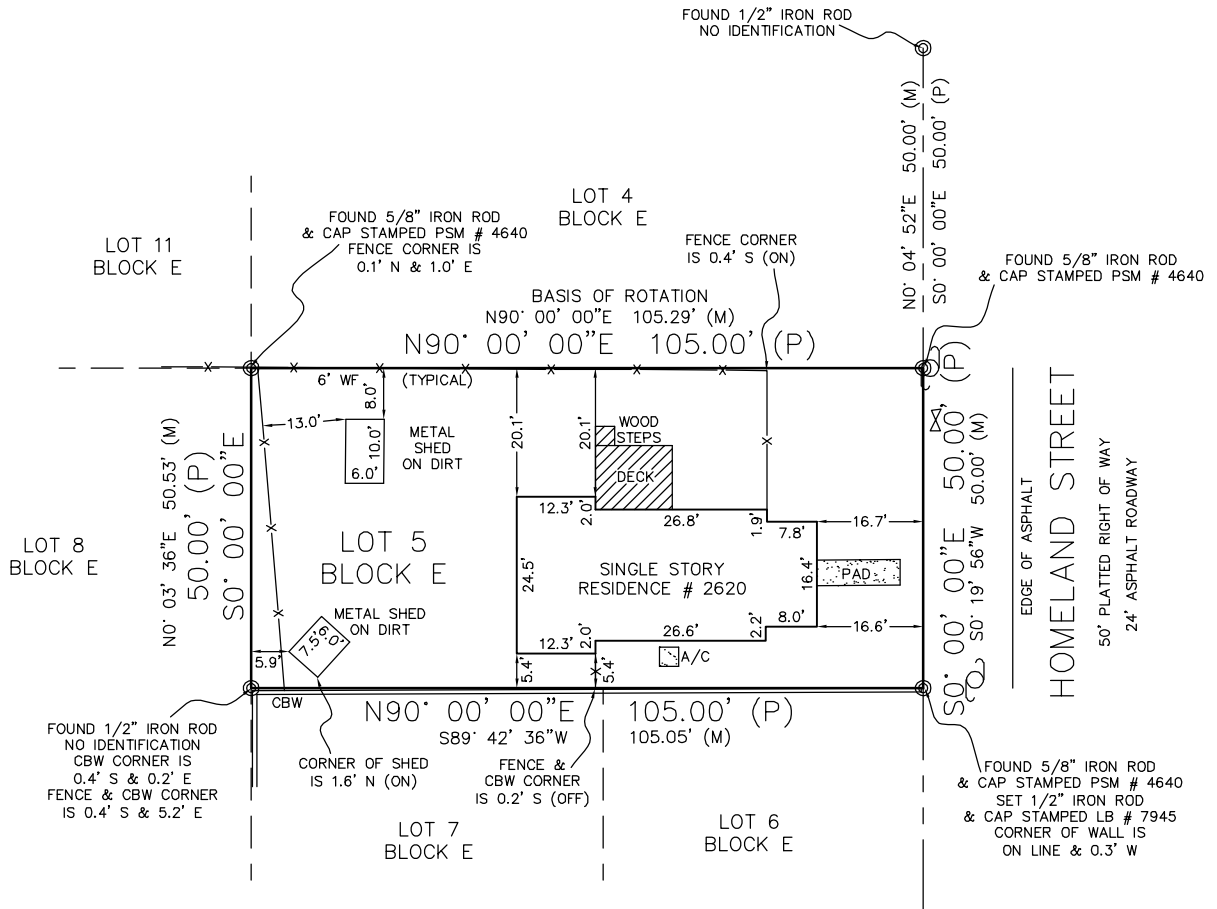 FOUND 1/2" IRON ROD
NO IDENTIFICATION
N0° 04' 52"E 50.00' (M)
S0° 00' 00"E 50.00' (P)
LOT 4
BLOCK E
LOT 11
BLOCK E
FOUND 5/8" IRON ROD
& CAP STAMPED PSM # 4640
FENCE CORNER IS
0.1' N & 1.0' E
FENCE CORNER
IS 0.4' S (ON)
FOUND 5/8" IRON ROD
& CAP STAMPED PSM # 4640
BASIS OF ROTATION
N90° 00' 00"E 105.29' (M)
N90° 00' 00"E 105.00' (P)
6' WF (TYPICAL)
8.0'
13.0'
10.0'
6.0'
METAL
SHED
ON DIRT
20.1'
20.1'
WOOD
STEPS
DECK
12.3'
2.0'
26.8'
1.9'
7.8'
16.7'
N0° 03' 36"E 50.53' (M)
50.00' (P)
S0° 00' 00"E
LOT 8
BLOCK E
LOT 5
BLOCK E
24.5'
SINGLE STORY
RESIDENCE # 2620
16.4'
PAD
METAL SHED
ON DIRT
7.5'
6.0'
5.9'
12.3'
2.0'
26.6'
2.2'
8.0'
16.6'
5.4'
5.4'
A/C
S0° 00' 00"E 50.00' (P)
S0° 19' 56"W 50.00' (M)
EDGE OF ASPHALT
HOMELAND STREET
50' PLATTED RIGHT OF WAY
24' ASPHALT ROADWAY
CBW
N90° 00' 00"E 105.00' (P)
S89° 42' 36"W 105.05' (M)
FOUND 1/2" IRON ROD
NO IDENTIFICATION
CBW CORNER IS
0.4' S & 0.2' E
FENCE & CBW CORNER
IS 0.4' S & 5.2' E
CORNER OF SHED
IS 1.6' N (ON)
FENCE &
CBW CORNER
IS 0.2' S (OFF)
FOUND 5/8" IRON ROD
& CAP STAMPED PSM # 4640
SET 1/2" IRON ROD
& CAP STAMPED LB # 7945
CORNER OF WALL IS
ON LINE & 0.3' W
LOT 7
BLOCK E
LOT 6
BLOCK E